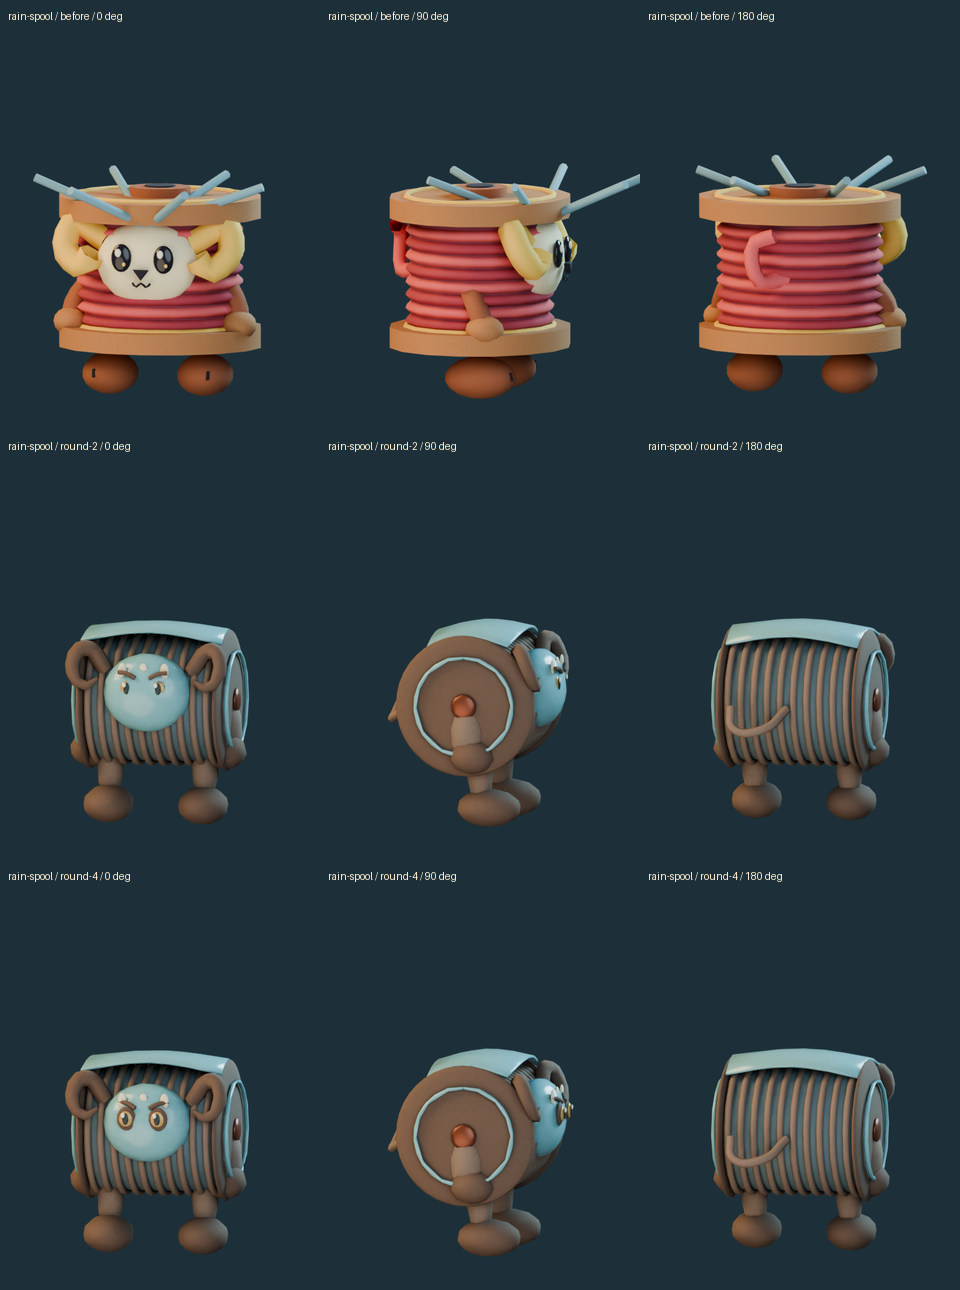 rain-spool / before / 0 deg
rain-spool / before / 90 deg
rain-spool / before / 180 deg
rain-spool / round-2 / 0 deg
rain-spool / round-2 / 90 deg
rain-spool / round-2 / 180 deg
rain-spool / round-4 / 0 deg
rain-spool / round-4 / 90 deg
rain-spool / round-4 / 180 deg